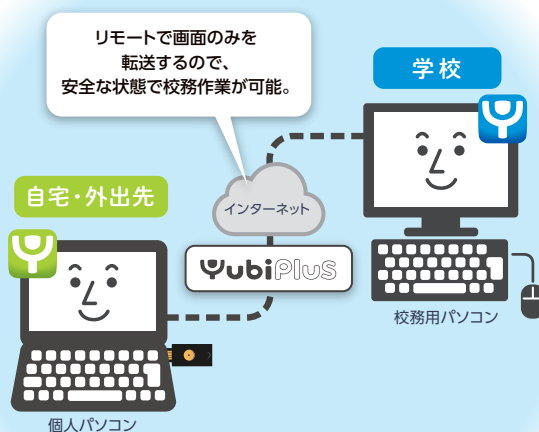 リモートで画面のみを
転送するので、
安全な状態で校務作業が可能。
学校
自宅・外出先
インターネット
YubiPlus
校務用パソコン
個人パソコン